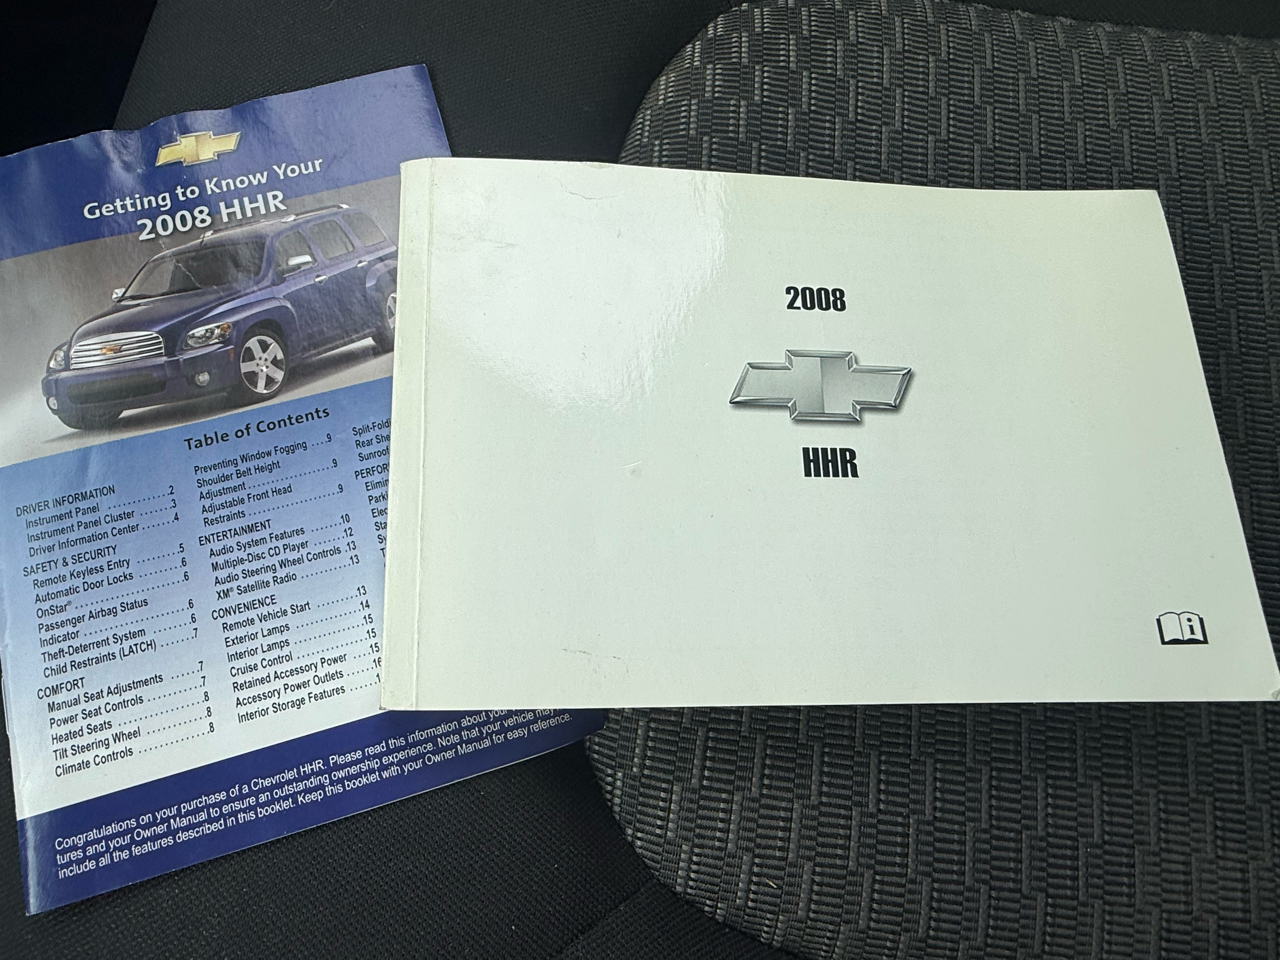 Getting to Know Your
2008 HHR
Table of Contents
DRIVER INFORMATION
Instrument Panel ............2
Instrument Panel Cluster .......3
Driver Information Center ......4
SAFETY & SECURITY
Remote Keyless Entry .........5
Automatic Door Locks .........6
OnStar® ....................6
Passenger Airbag Status
Indicator ....................6
Theft-Deterrent System ........6
Child Restraints (LATCH) .......7
COMFORT
Manual Seat Adjustments ......7
Power Seat Controls ..........7
Heated Seats ................8
Tilt Steering Wheel ...........8
Climate Controls .............8
Preventing Window Fogging ....9
Shoulder Belt Height
Adjustment ..................9
Adjustable Front Head
Restraints ...................9
ENTERTAINMENT
Audio System Features .......10
Multiple-Disc CD Player .......12
Audio Steering Wheel Controls .13
XM® Satellite Radio ..........13
CONVENIENCE
Remote Vehicle Start .........13
Exterior Lamps ..............14
Interior Lamps ...............15
Cruise Control ...............15
Retained Accessory Power ....15
Accessory Power Outlets .....16
Interior Storage Features
Congratulations on your purchase of a Chevrolet HHR. Please read this information about your
tures and your Owner Manual to ensure an outstanding ownership experience. Note that your vehicle may
include all the features described in this booklet. Keep this booklet with your Owner Manual for easy reference.
2008
HHR
i